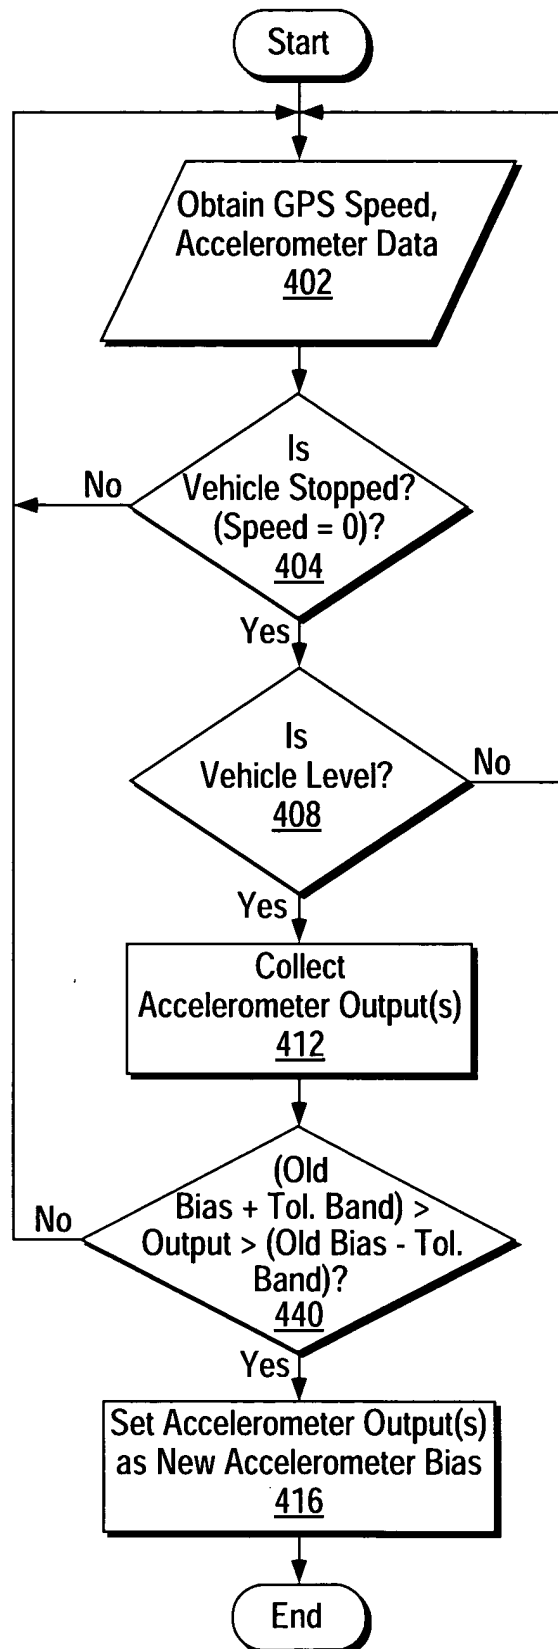 Start
Obtain GPS Speed,
Accelerometer Data
402
Is
Vehicle Stopped?
(Speed = 0)?
404
No
Yes
Is
Vehicle Level?
408
No
Yes
Collect
Accelerometer Output(s)
412
(Old
Bias + Tol. Band) >
Output > (Old Bias - Tol.
Band)?
440
No
Yes
Set Accelerometer Output(s)
as New Accelerometer Bias
416
End